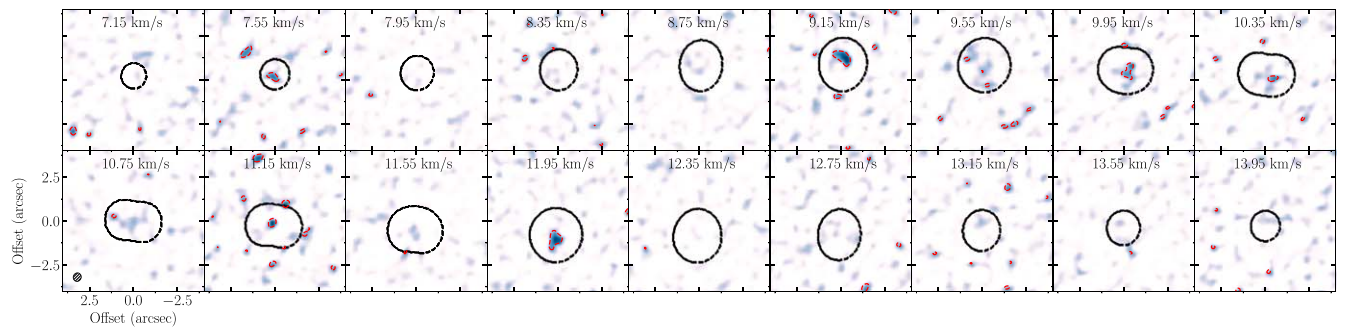 7.15 km/s 7.55 km/s 7.95 km/s 8.35 km/s 8.75 km/s 9.15 km/s 9.55 km/s 9.95 km/s 10.35 km/s
10.75 km/s 11.15 km/s 11.55 km/s 11.95 km/s 12.35 km/s 12.75 km/s 13.15 km/s 13.55 km/s 13.95 km/s
2.5
0.0
−2.5
Offset (arcsec)
2.5 0.0 −2.5
Offset (arcsec)